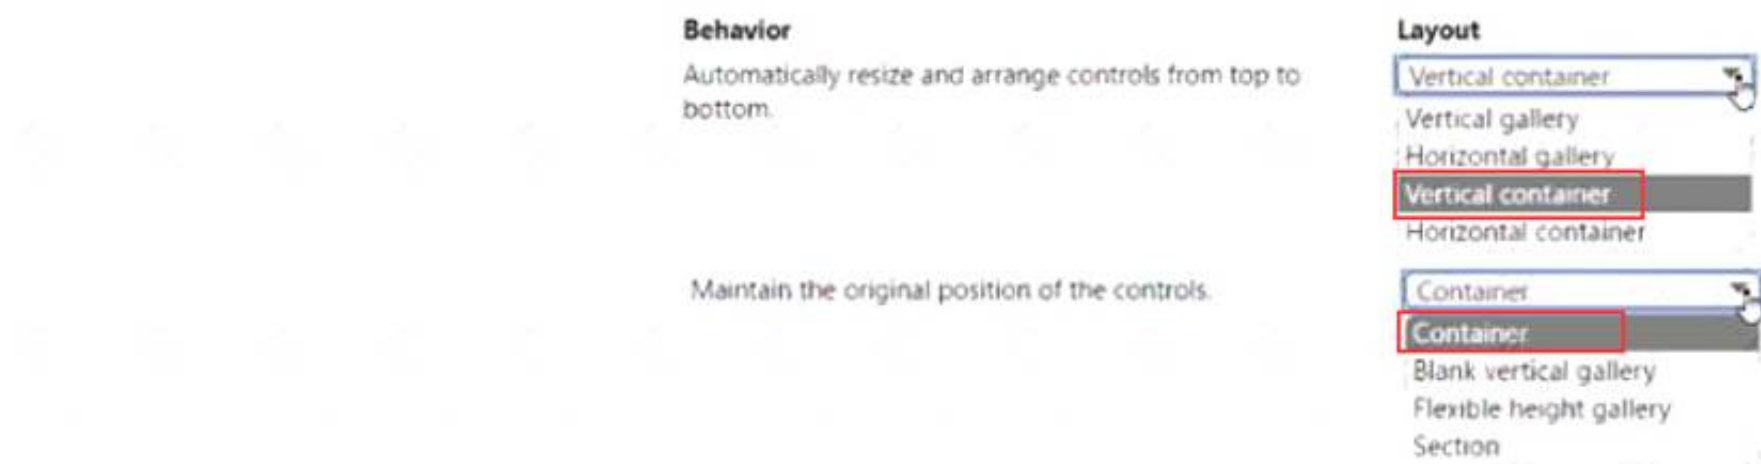 Behavior
Layout
Automatically resize and arrange controls from top to
bottom.
Vertical container
Vertical gallery
Horizontal gallery
Vertical container
Horizontal container
Maintain the original position of the controls.
Container
Container
Blank vertical gallery
Flexible height gallery
Section